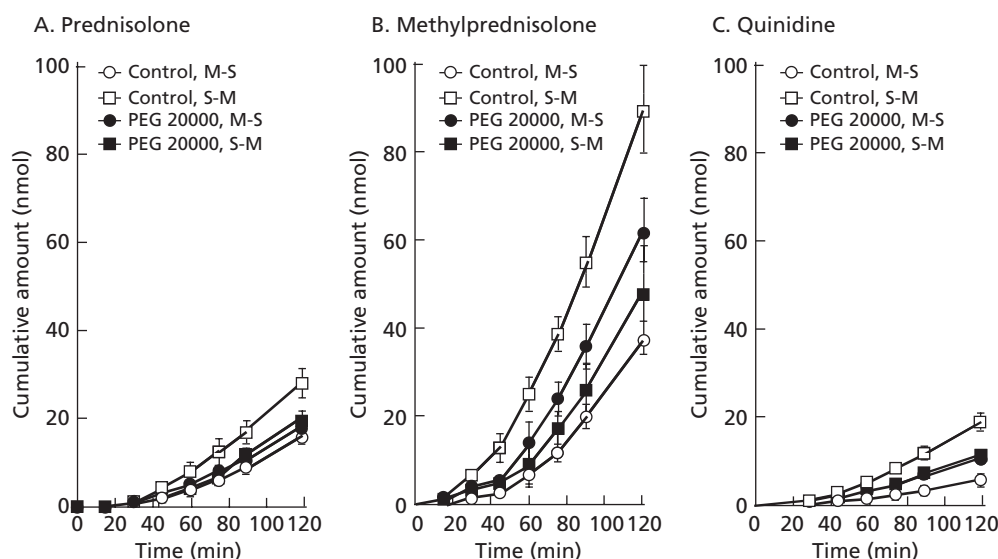 A. Prednisolone
Cumulative amount (nmol)
100
80
60
40
20
0
Control, M-S
Control, S-M
PEG 20000, M-S
PEG 20000, S-M
0 20 40 60 80 100 120
Time (min)
B. Methylprednisolone
Cumulative amount (nmol)
100
80
60
40
20
0
Control, M-S
Control, S-M
PEG 20000, M-S
PEG 20000, S-M
0 20 40 60 80 100 120
Time (min)
C. Quinidine
Cumulative amount (nmol)
100
80
60
40
20
0
Control, M-S
Control, S-M
PEG 20000, M-S
PEG 20000, S-M
0 20 40 60 80 100 120
Time (min)